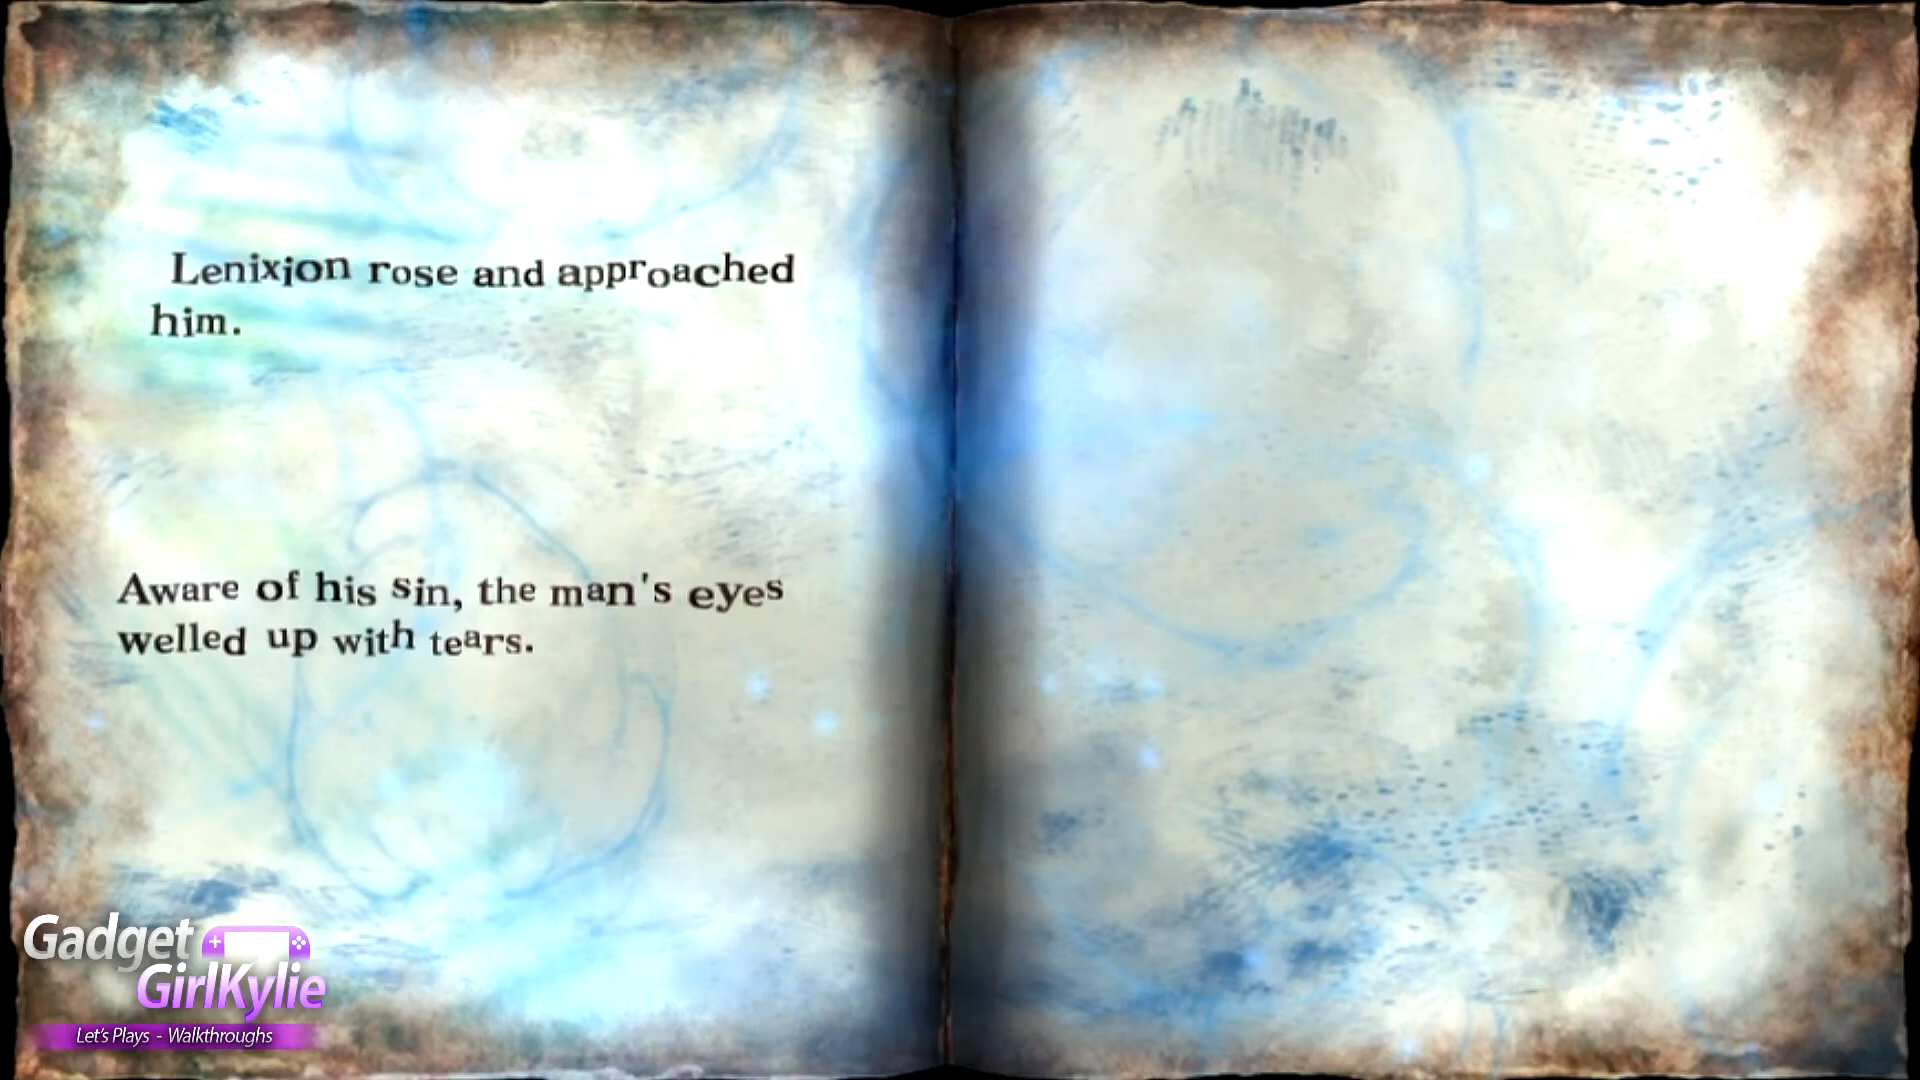 Lenixion rose and approached
him.
Aware of his sin, the man's eyes
welled up with tears.
Gadget
GirlKylie
Let's Plays - Walkthroughs